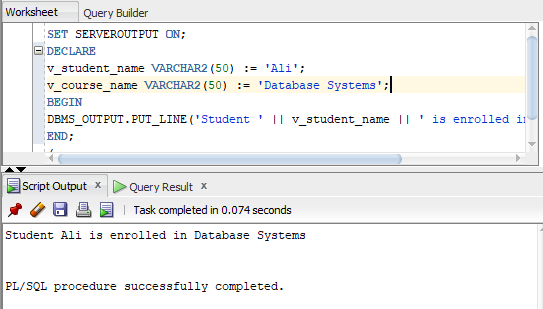 Worksheet Query Builder
SET SERVEROUTPUT ON;
DECLARE
v_student_name VARCHAR2(50) := 'Ali';
v_course_name VARCHAR2(50) := 'Database Systems';
BEGIN
DBMS_OUTPUT.PUT_LINE('Student ' || v_student_name || ' is enrolled in
END;
Script Output x Query Result x
Task completed in 0.074 seconds
Student Ali is enrolled in Database Systems
PL/SQL procedure successfully completed.